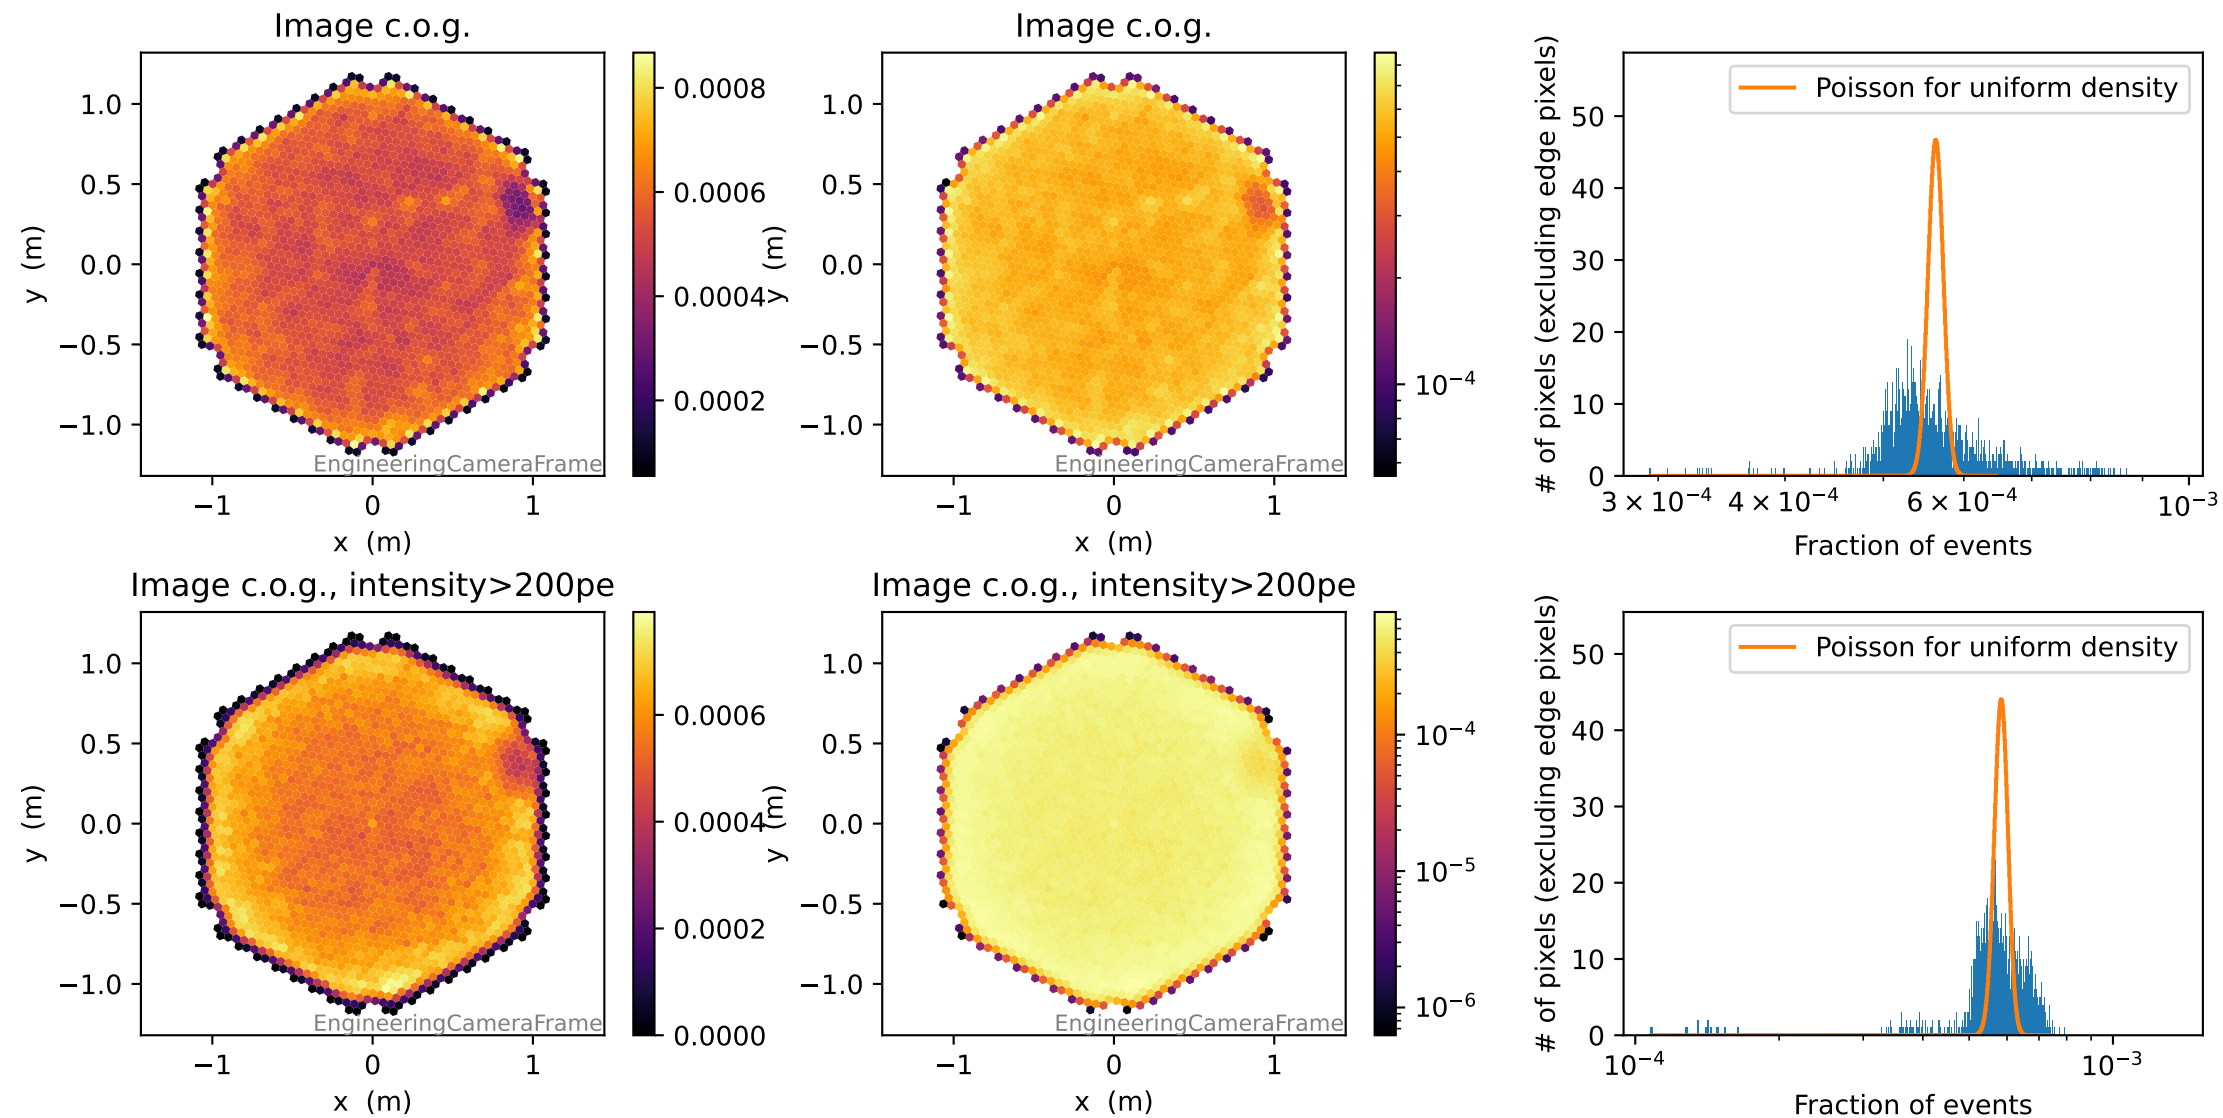 Image c.o.g.
y (m)
1.0
0.5
0.0
−0.5
−1.0
−1 0 1
x (m)
EngineeringCameraFrame
0.0008
0.0006
0.0004
0.0002
Image c.o.g.
y (m)
1.0
0.5
0.0
−0.5
−1.0
−1 0 1
x (m)
EngineeringCameraFrame
10⁻⁴
# of pixels (excluding edge pixels)
Poisson for uniform density
50
40
30
20
10
0
3 × 10⁻⁴ 4 × 10⁻⁴ 6 × 10⁻⁴ 10⁻³
Fraction of events
Image c.o.g., intensity>200pe
y (m)
1.0
0.5
0.0
−0.5
−1.0
−1 0 1
x (m)
EngineeringCameraFrame
0.0006
0.0004
0.0002
0.0000
Image c.o.g., intensity>200pe
y (m)
1.0
0.5
0.0
−0.5
−1.0
−1 0 1
x (m)
EngineeringCameraFrame
10⁻⁴
10⁻⁵
10⁻⁶
# of pixels (excluding edge pixels)
Poisson for uniform density
50
40
30
20
10
0
10⁻⁴ 10⁻³
Fraction of events